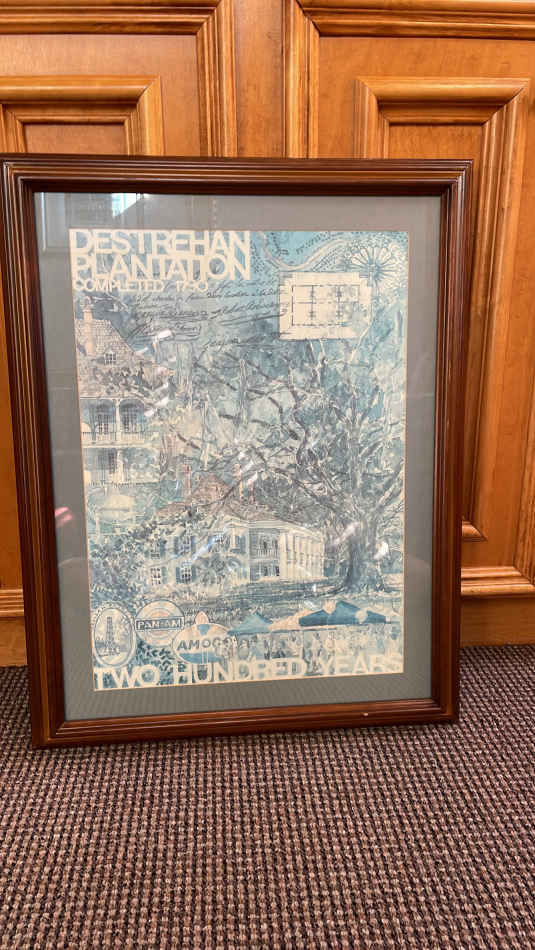 DESTREHAN
PLANTATION
COMPLETED 1790
PAN-AM
AMOCO
TWO HUNDRED YEARS